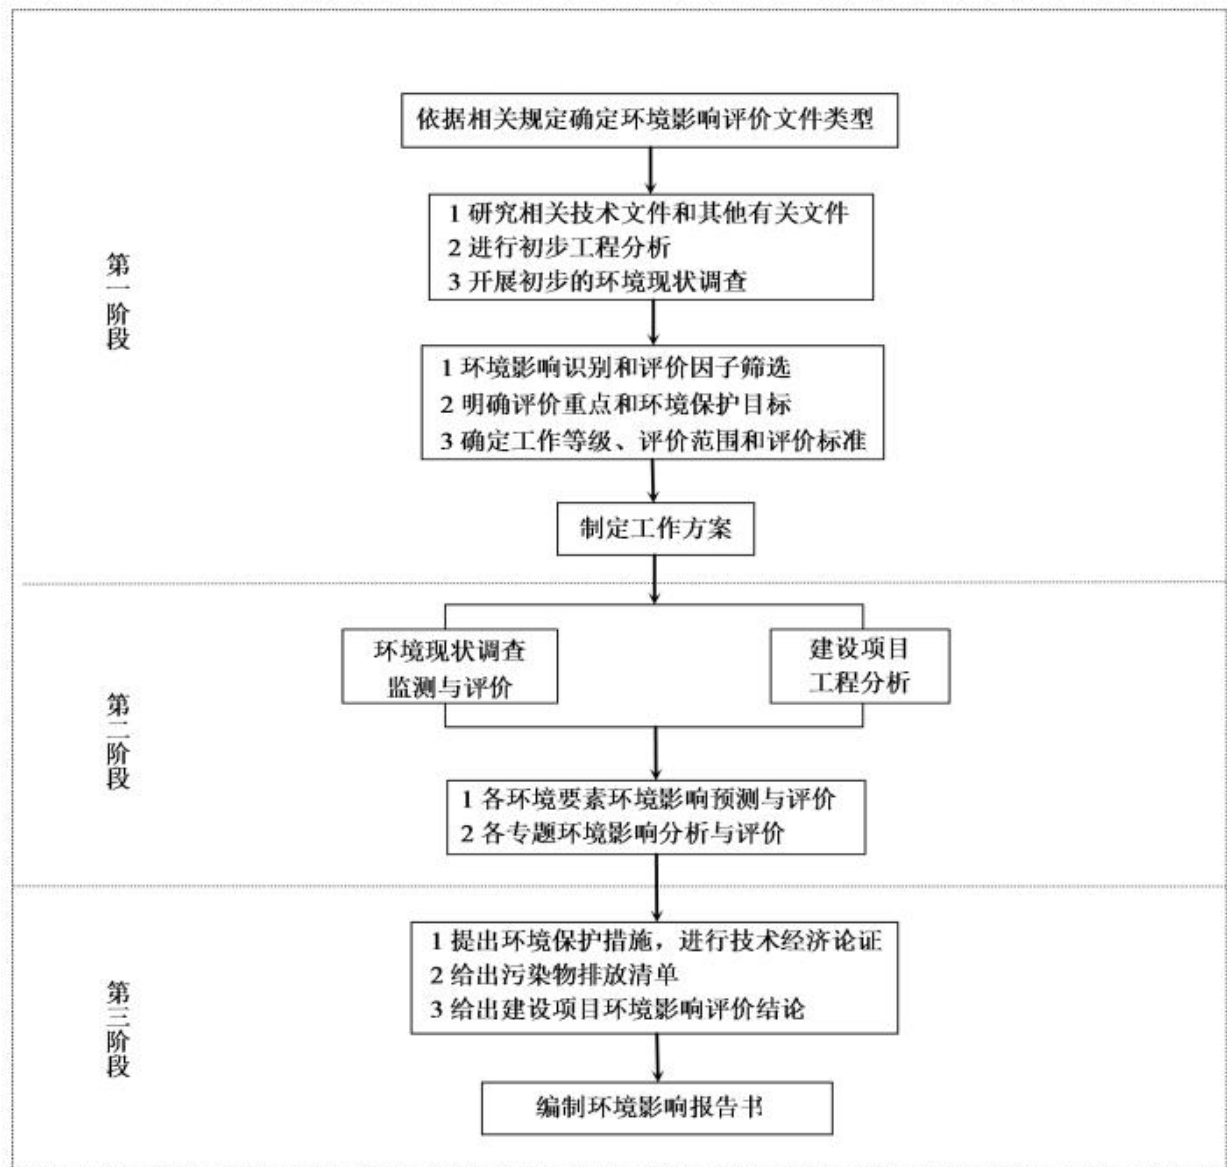 依据相关规定确定环境影响评价文件类型
1 研究相关技术文件和其他有关文件
2 进行初步工程分析
3 开展初步的环境现状调查
第一阶段
1 环境影响识别和评价因子筛选
2 明确评价重点和环境保护目标
3 确定工作等级、评价范围和评价标准
制定工作方案
环境现状调查
监测与评价
建设项目
工程分析
第二阶段
1 各环境要素环境影响预测与评价
2 各专题环境影响分析与评价
1 提出环境保护措施，进行技术经济论证
2 给出污染物排放清单
3 给出建设项目环境影响评价结论
第三阶段
编制环境影响报告书